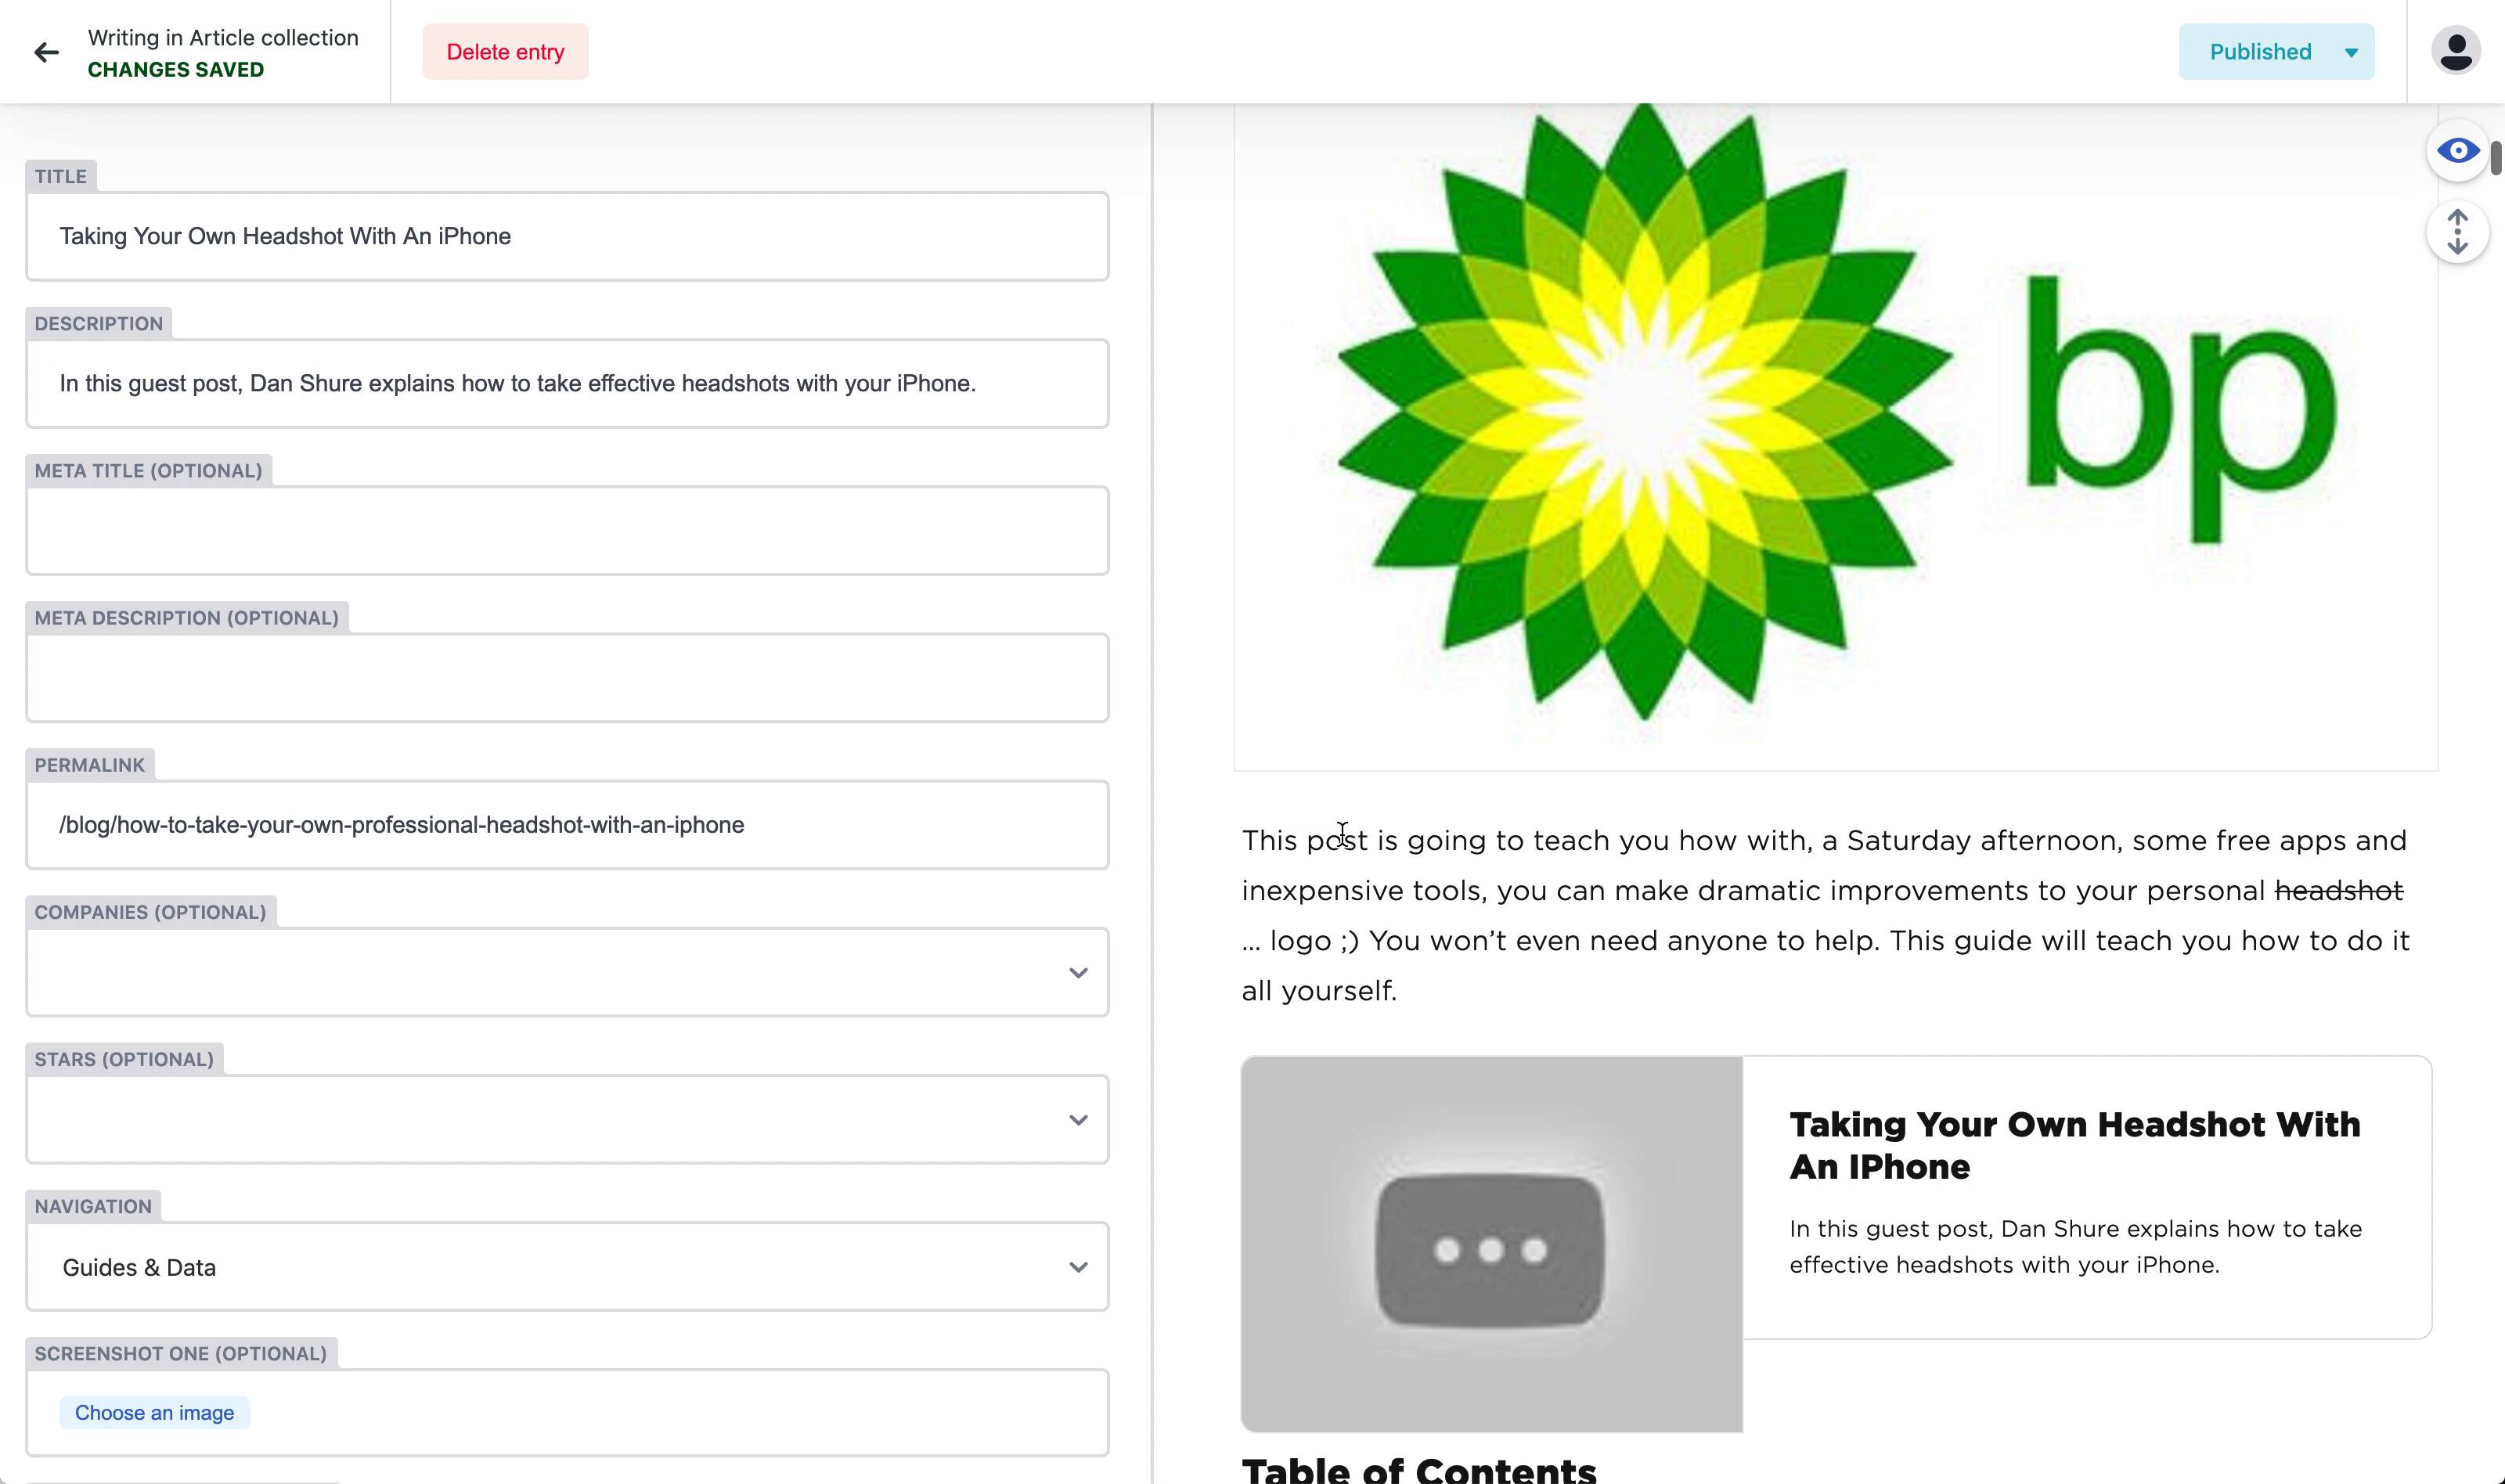 Writing in Article collection
CHANGES SAVED
Delete entry
Published
TITLE
Taking Your Own Headshot With An iPhone
DESCRIPTION
In this guest post, Dan Shure explains how to take effective headshots with your iPhone.
META TITLE (OPTIONAL)
META DESCRIPTION (OPTIONAL)
PERMALINK
/blog/how-to-take-your-own-professional-headshot-with-an-iphone
COMPANIES (OPTIONAL)
STARS (OPTIONAL)
NAVIGATION
Guides & Data
SCREENSHOT ONE (OPTIONAL)
Choose an image
bp
This post is going to teach you how with, a Saturday afternoon, some free apps and
inexpensive tools, you can make dramatic improvements to your personal headshot
... logo ;) You won’t even need anyone to help. This guide will teach you how to do it
all yourself.
Taking Your Own Headshot With
An IPhone
In this guest post, Dan Shure explains how to take
effective headshots with your iPhone.
Table of Contents